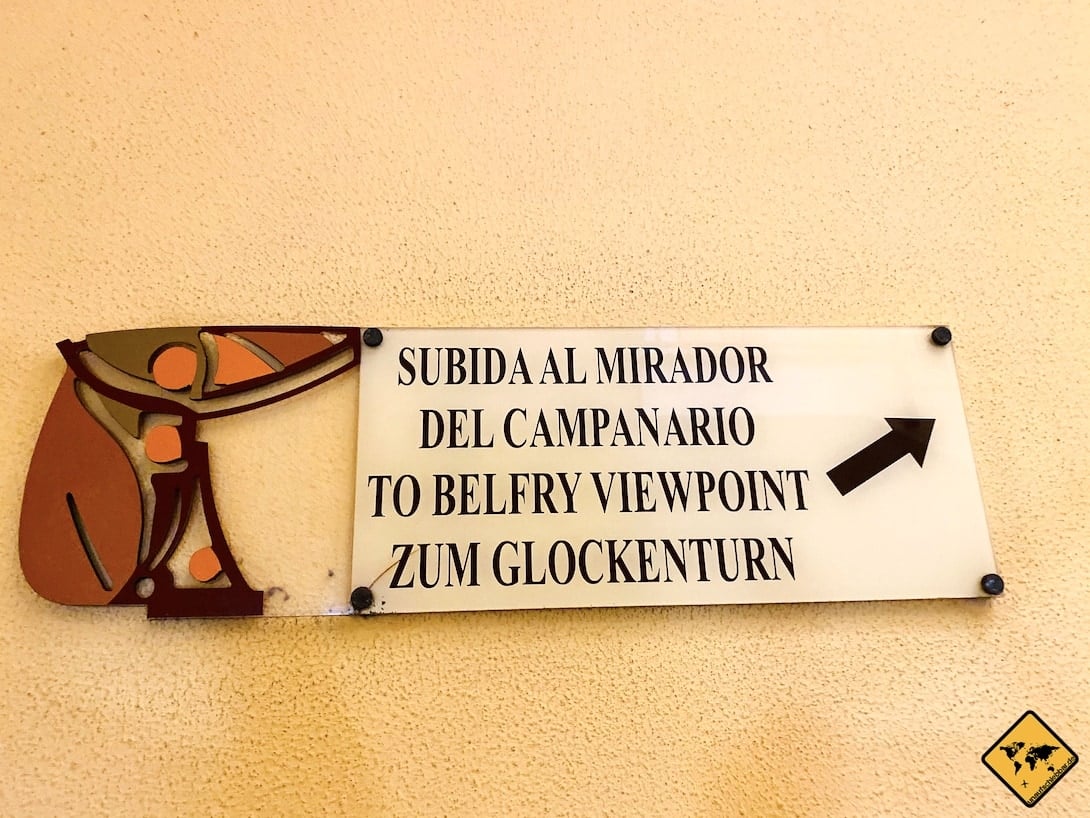 SUBIDA AL MIRADOR
DEL CAMPANARIO
TO BELFRY VIEWPOINT
ZUM GLOCKENTURN